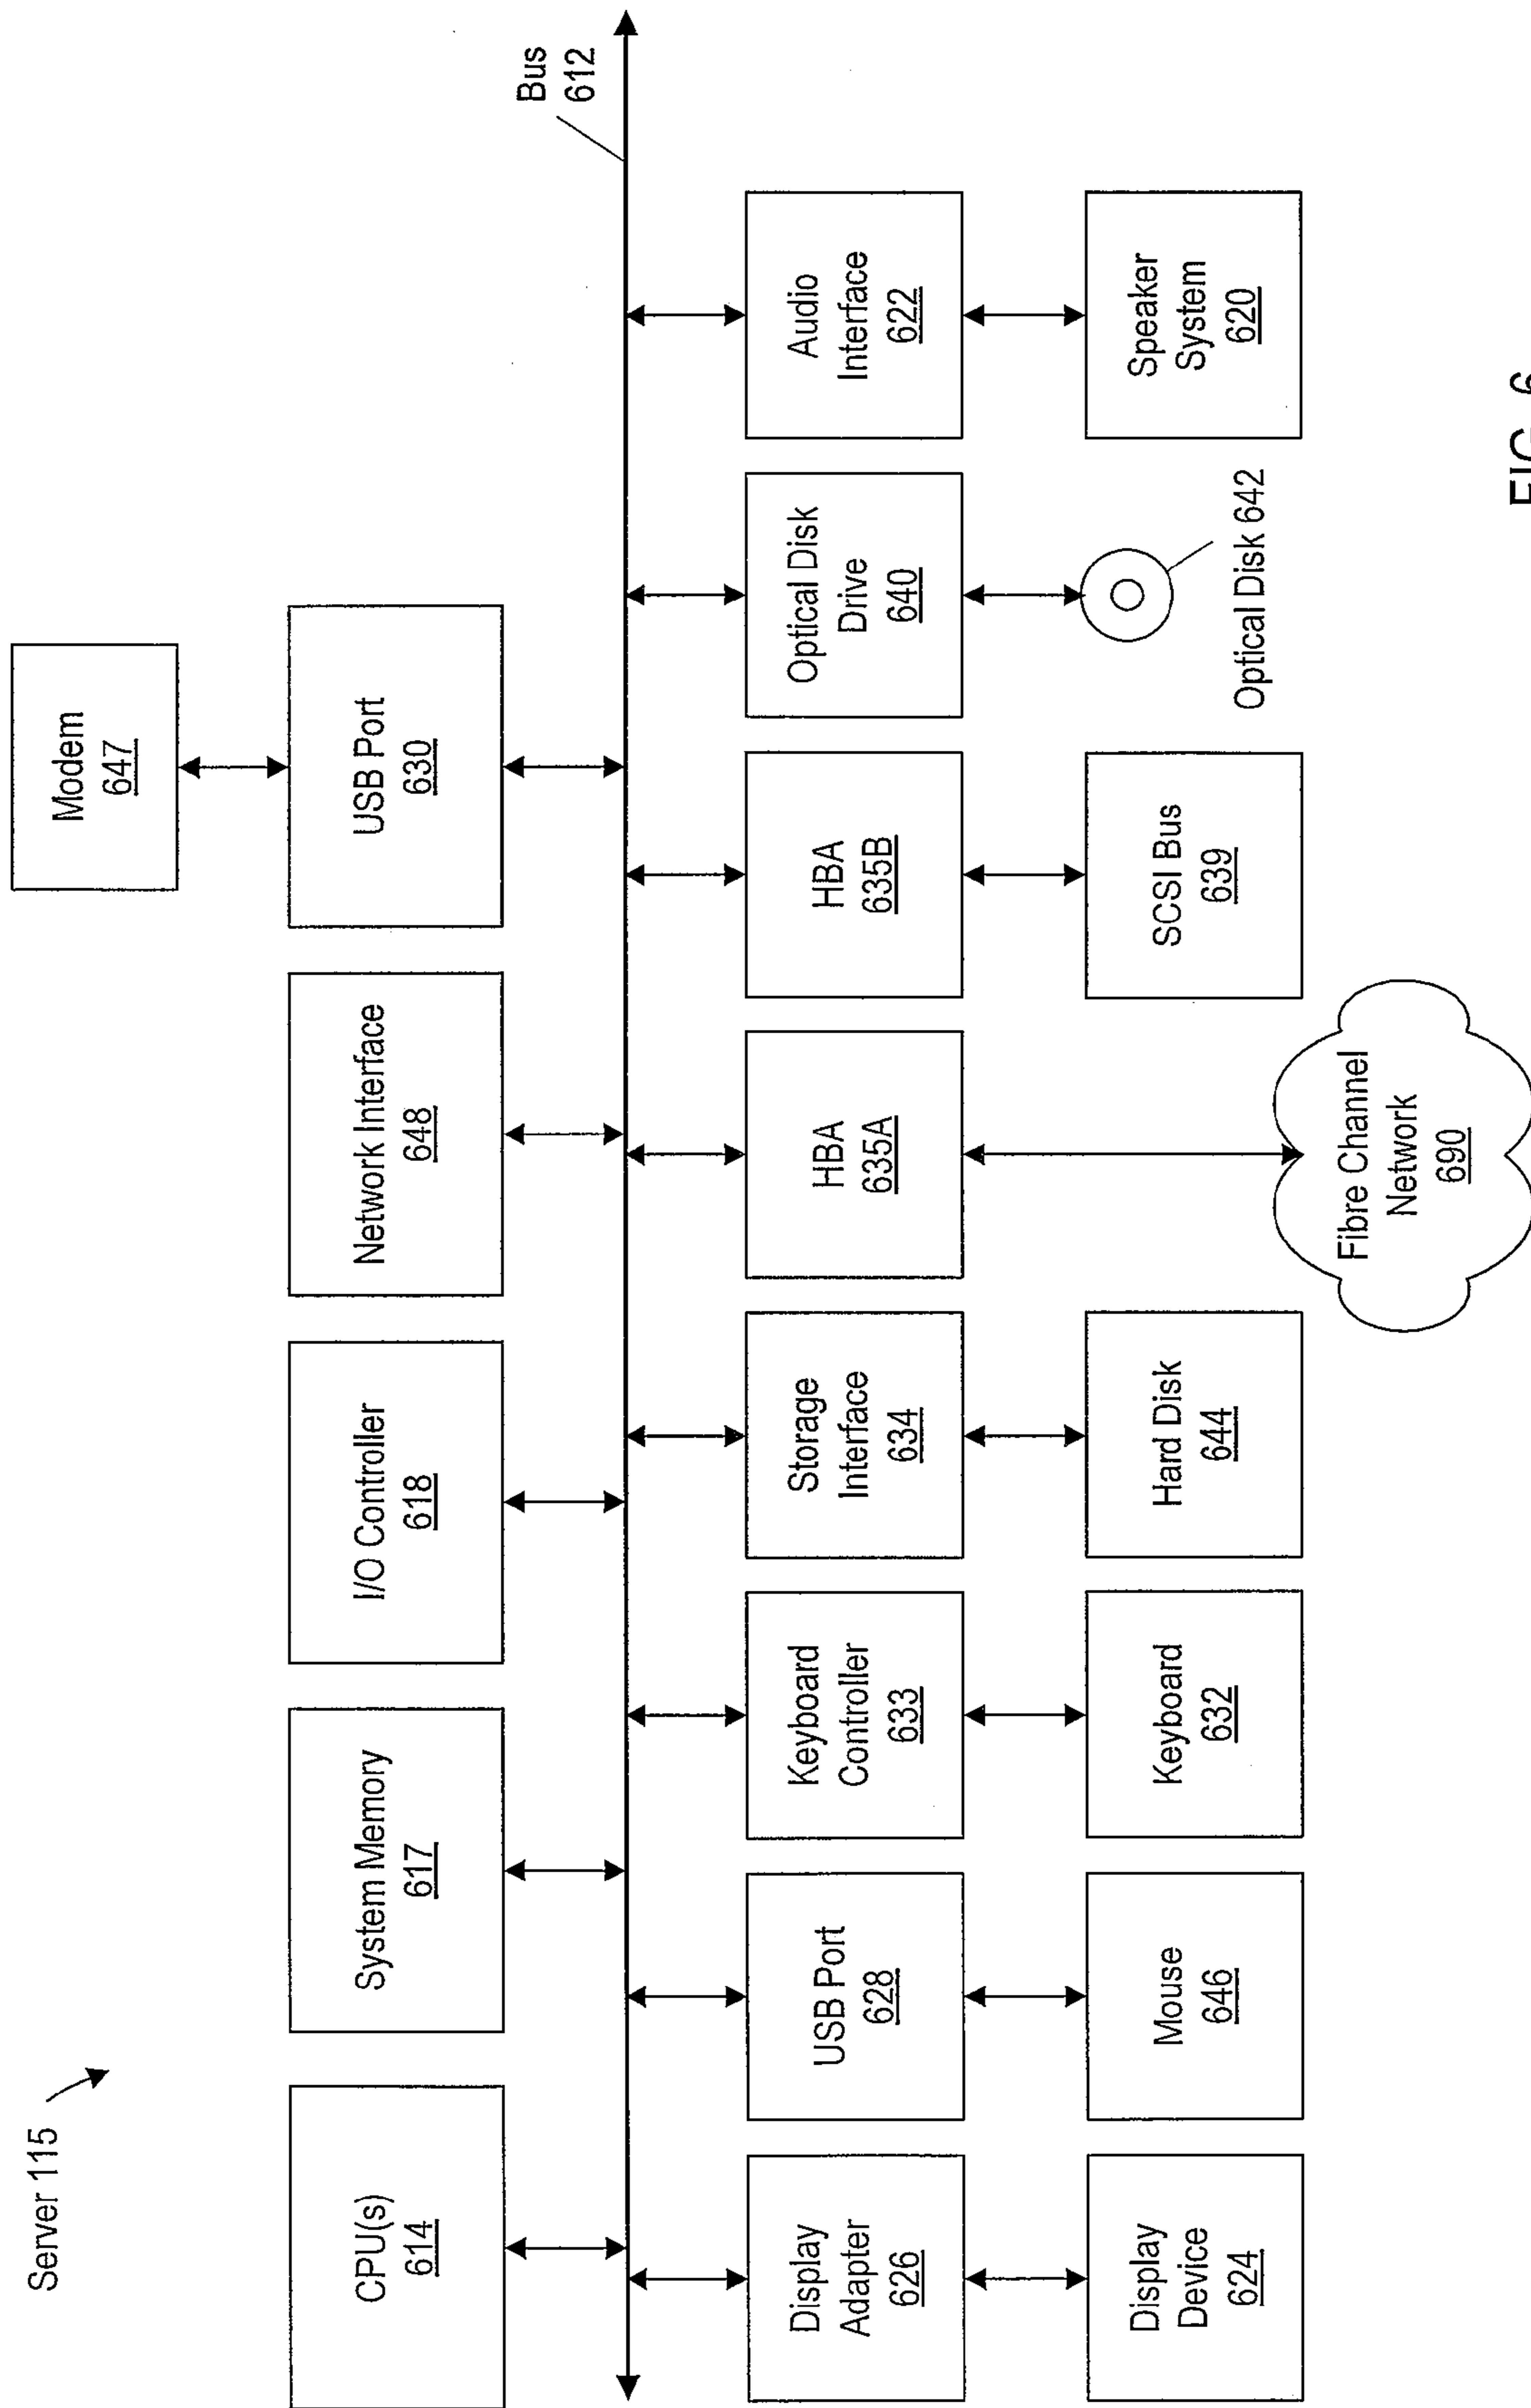 Server 115
Modem
647
CPU(s)
614
System Memory
617
I/O Controller
618
Network Interface
648
USB Port
630
Bus
612
Display
Adapter
626
USB Port
628
Keyboard
Controller
633
Storage
Interface
634
HBA
635A
HBA
635B
Optical Disk
Drive
640
Audio
Interface
622
Display
Device
624
Mouse
646
Keyboard
632
Hard Disk
644
Fibre Channel
Network
690
SCSI Bus
639
Optical Disk 642
Speaker
System
620
FIG. 6